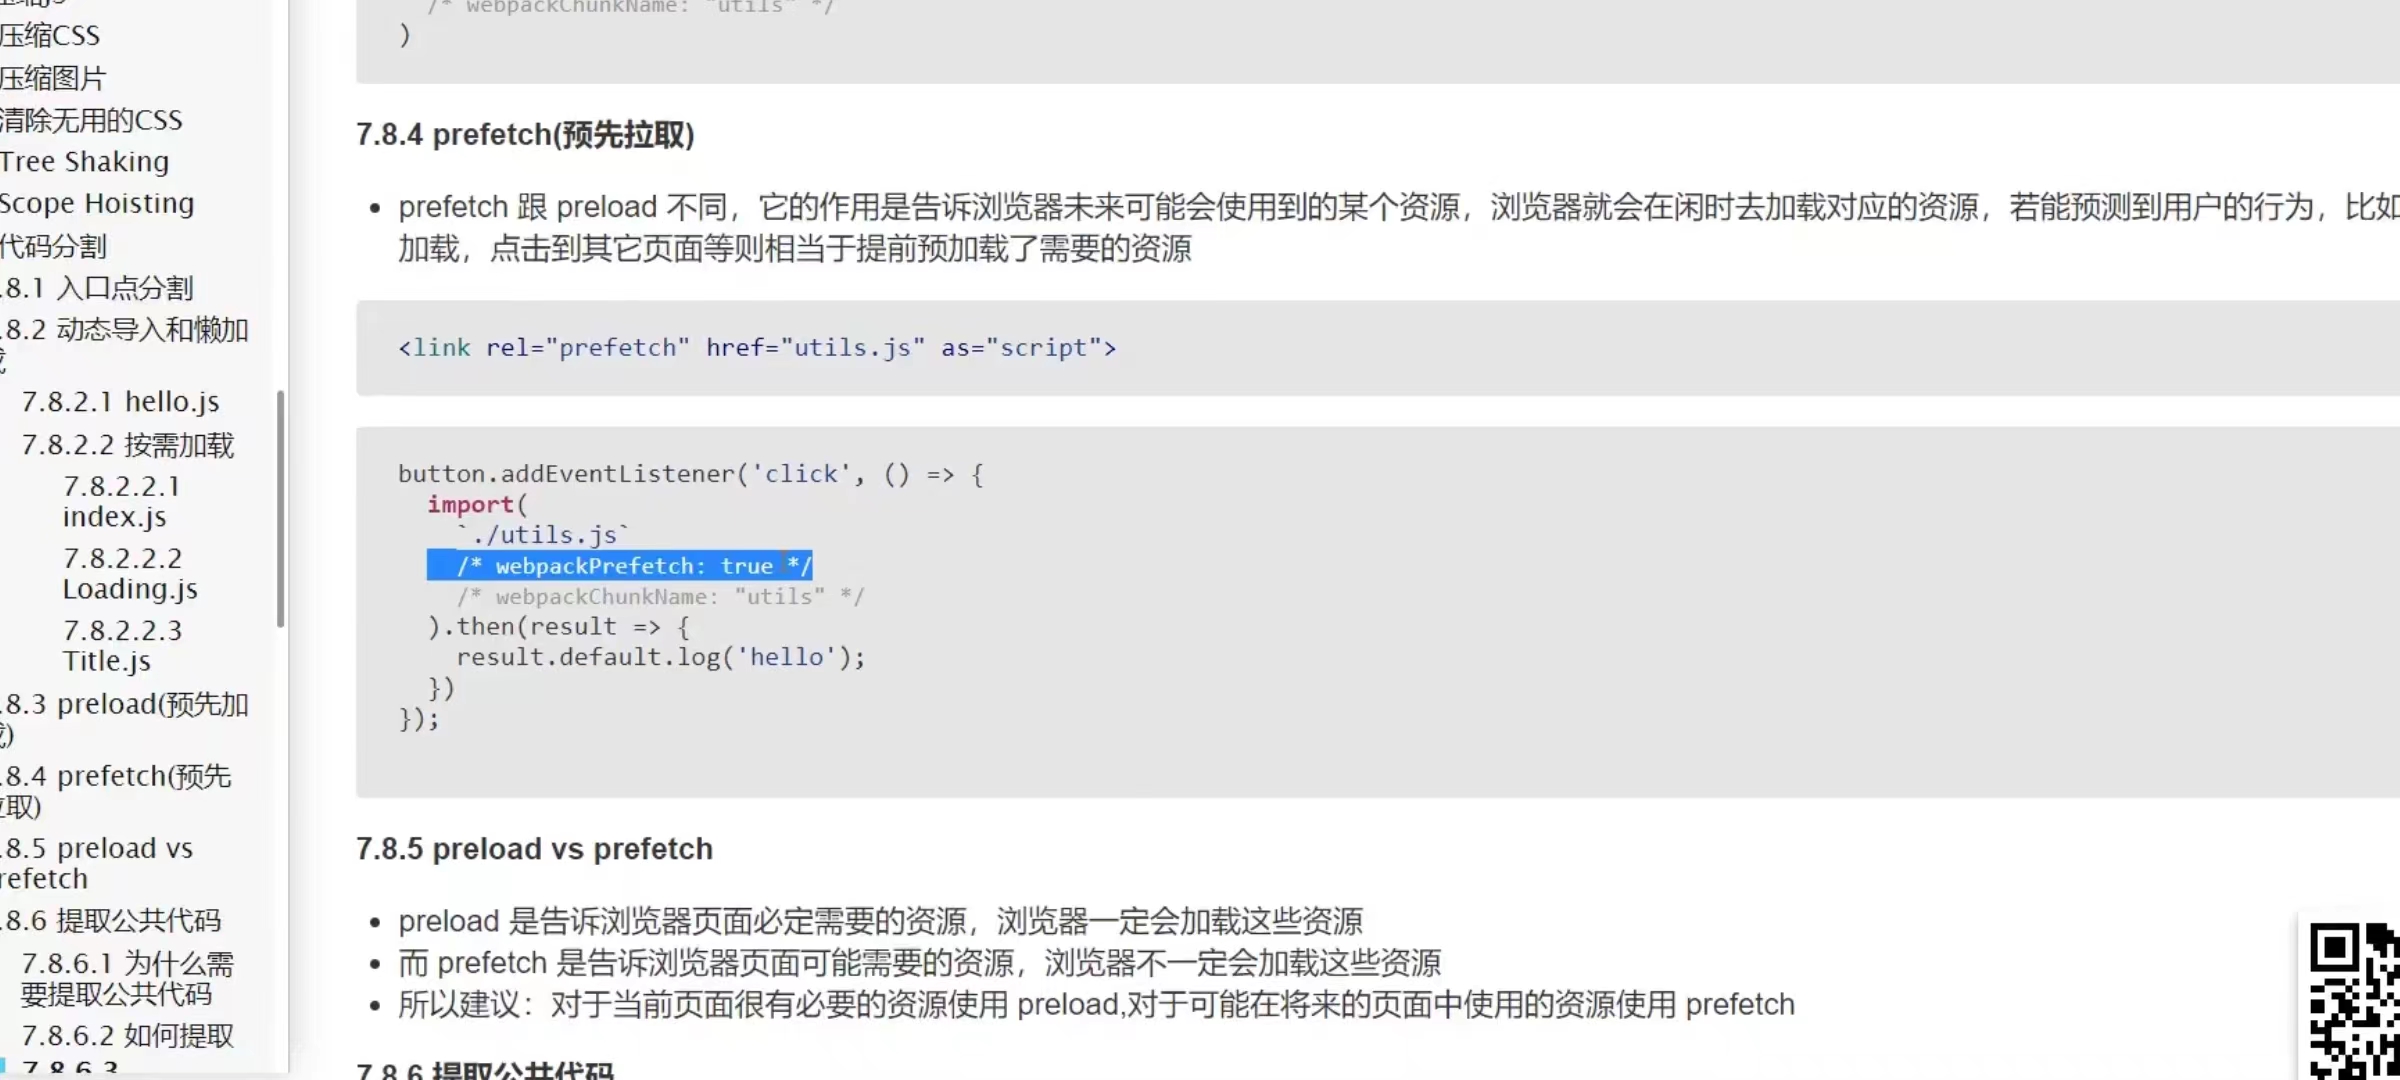 压缩CSS
压缩图片
清除无用的CSS
Tree Shaking
Scope Hoisting
代码分割
.8.1 入口点分割
.8.2 动态导入和懒加
7.8.2.1 hello.js
7.8.2.2 按需加载
7.8.2.2.1
index.js
7.8.2.2.2
Loading.js
7.8.2.2.3
Title.js
.8.3 preload(预先加
)
.8.4 prefetch(预先
取)
.8.5 preload vs
refetch
.8.6 提取公共代码
7.8.6.1 为什么需
要提取公共代码
7.8.6.2 如何提取
7.8.6.3
/* webpackChunkName: "utils" */
)
7.8.4 prefetch(预先拉取)
prefetch 跟 preload 不同，它的作用是告诉浏览器未来可能会使用到的某个资源，浏览器就会在闲时去加载对应的资源，若能预测到用户的行为，比如
加载，点击到其它页面等则相当于提前预加载了需要的资源
<link rel="prefetch" href="utils.js" as="script">
button.addEventListener('click', () => {
import(
`./utils.js`
/* webpackPrefetch: true */
/* webpackChunkName: "utils" */
).then(result => {
result.default.log('hello');
})
});
7.8.5 preload vs prefetch
preload 是告诉浏览器页面必定需要的资源，浏览器一定会加载这些资源
而 prefetch 是告诉浏览器页面可能需要的资源，浏览器不一定会加载这些资源
所以建议：对于当前页面很有必要的资源使用 preload,对于可能在将来的页面中使用的资源使用 prefetch
7.8.6 提取公共代码